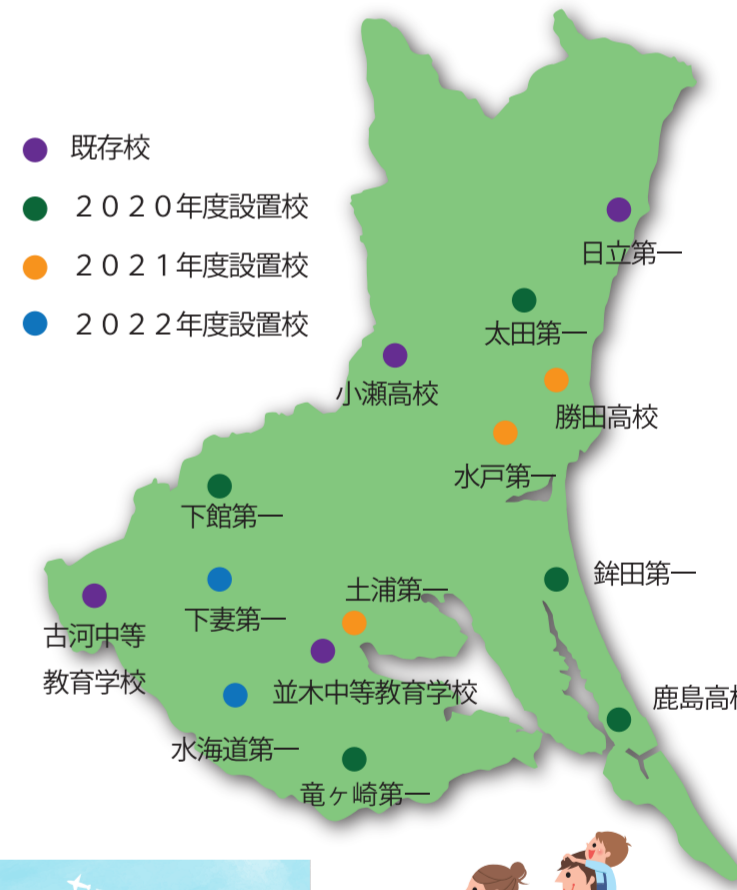 既存校
２０２０年度設置校
２０２１年度設置校
２０２２年度設置校
日立第一
太田第一
小瀬高校
勝田高校
水戸第一
下館第一
鉾田第一
土浦第一
下妻第一
古河中等
教育学校
並木中等教育学校
鹿島高校
水海道第一
竜ヶ崎第一